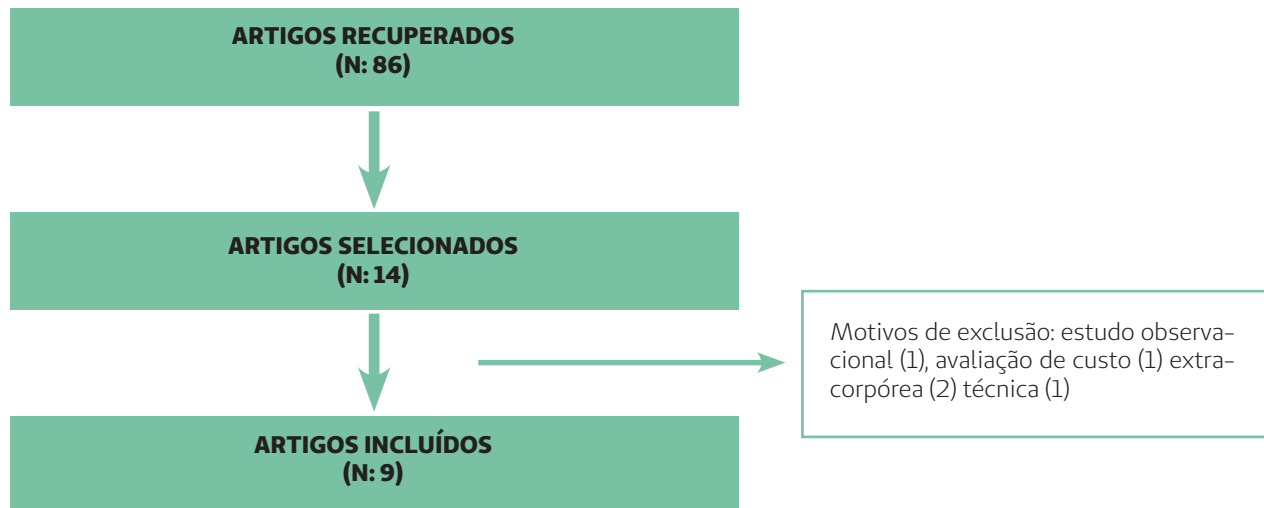 ARTIGOS RECUPERADOS
(N: 86)
ARTIGOS SELECIONADOS
(N: 14)
Motivos de exclusão: estudo observa-
cional (1), avaliação de custo (1) extra-
corpórea (2) técnica (1)
ARTIGOS INCLUÍDOS
(N: 9)